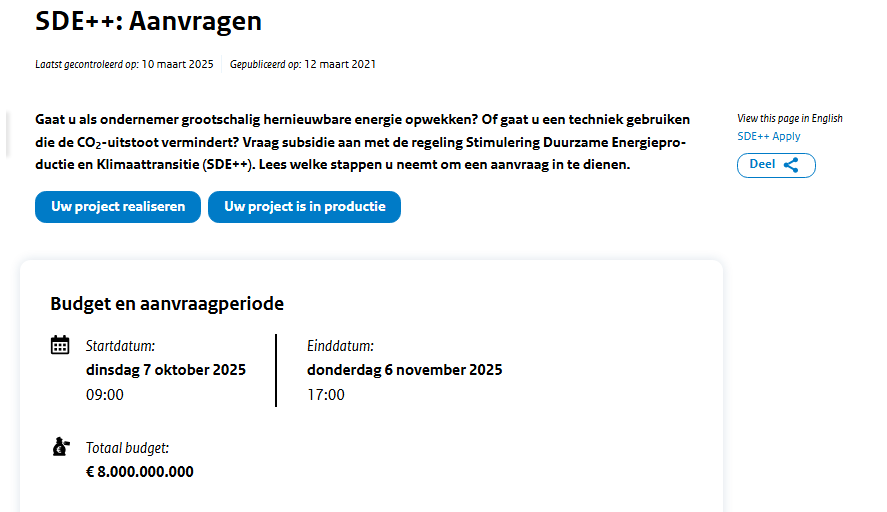 SDE++: Aanvragen
Laatst gecontroleerd op: 10 maart 2025 Gepubliceerd op: 12 maart 2021
Gaat u als ondernemer grootschalig hernieuwbare energie opwekken? Of gaat u een techniek gebruiken
die de CO₂-uitstoot vermindert? Vraag subsidie aan met de regeling Stimulering Duurzame Energiepro-
ductie en Klimaattransitie (SDE++). Lees welke stappen u neemt om een aanvraag in te dienen.
View this page in English
SDE++ Apply
Deel
Uw project realiseren Uw project is in productie
Budget en aanvraagperiode
Startdatum:
dinsdag 7 oktober 2025
09:00
Einddatum:
donderdag 6 november 2025
17:00
Totaal budget:
€ 8.000.000.000